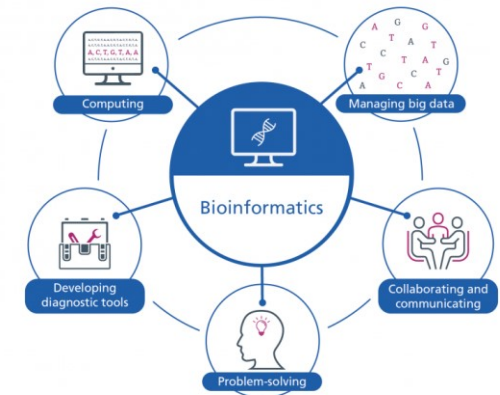 A, C, T, G, T, A, A
Computing
A G
C T G
C A T
T C T A G
T G C C T
A G C A
Managing big data
Bioinformatics
Developing
diagnostic tools
Collaborating and
communicating
Problem-solving